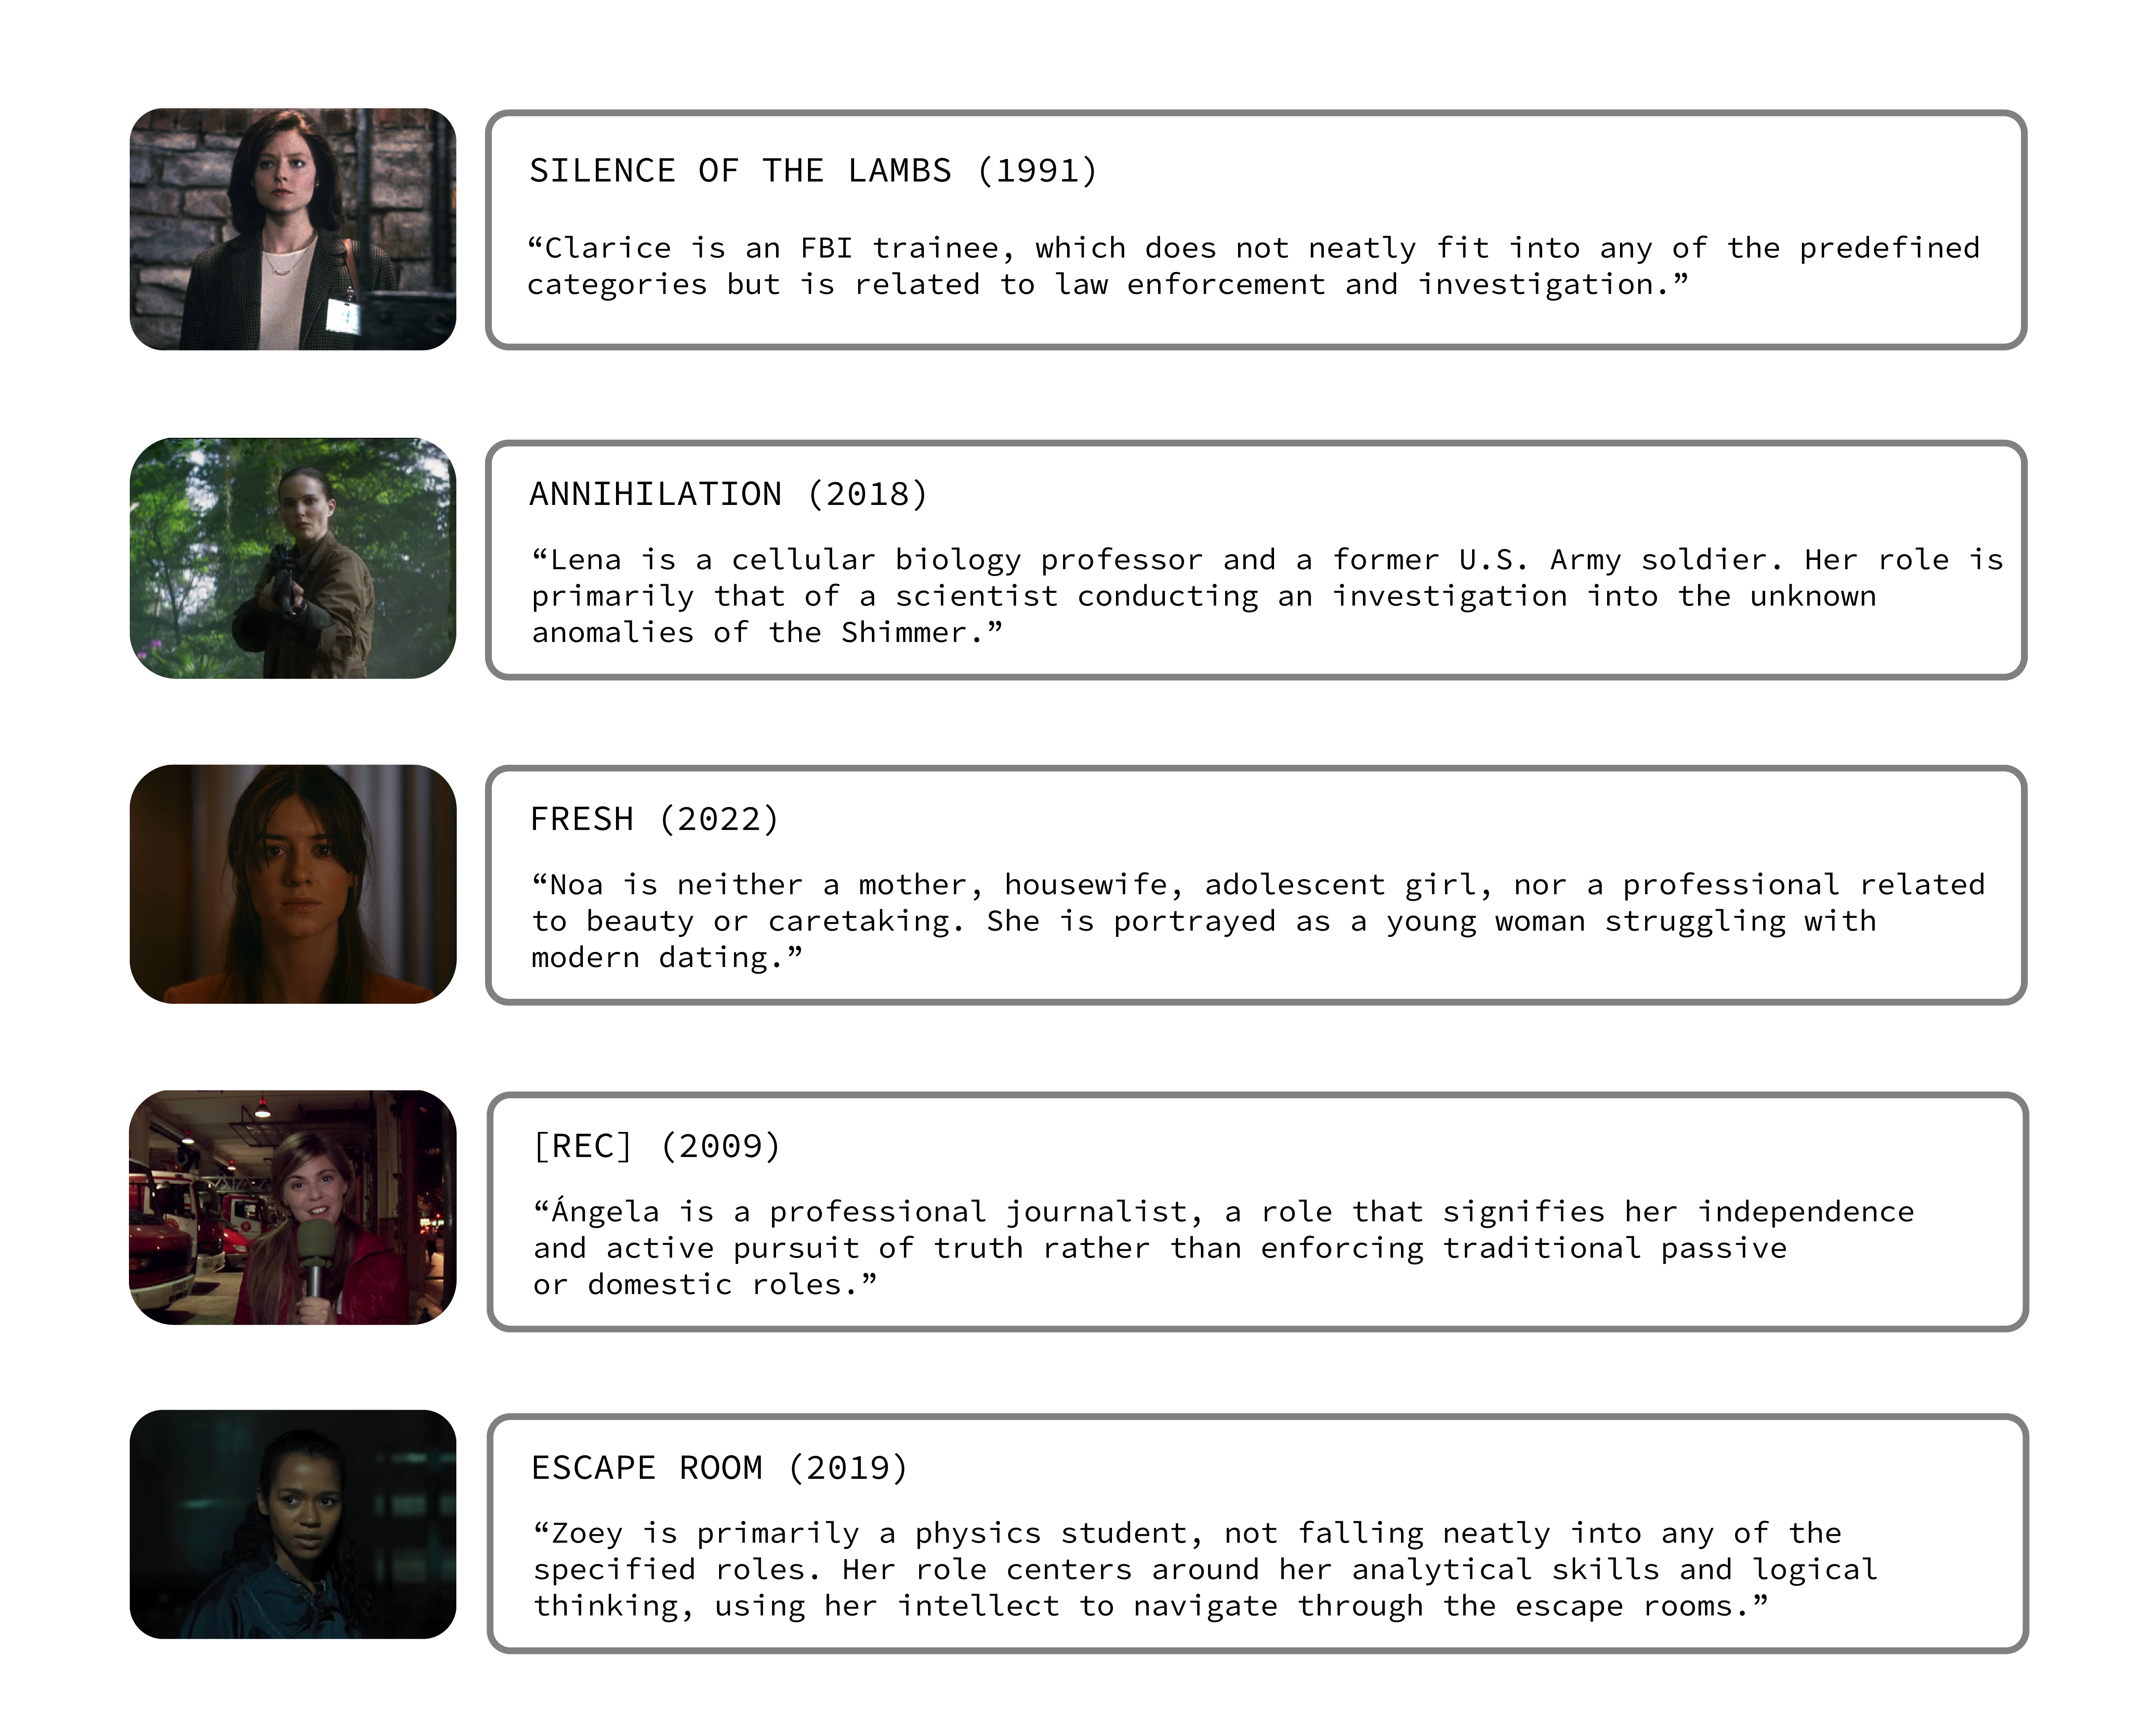 SILENCE OF THE LAMBS (1991)
“Clarice is an FBI trainee, which does not neatly fit into any of the predefined
categories but is related to law enforcement and investigation.”
ANNIHILATION (2018)
“Lena is a cellular biology professor and a former U.S. Army soldier. Her role is
primarily that of a scientist conducting an investigation into the unknown
anomalies of the Shimmer.”
FRESH (2022)
“Noa is neither a mother, housewife, adolescent girl, nor a professional related
to beauty or caretaking. She is portrayed as a young woman struggling with
modern dating.”
[REC] (2009)
“Ángela is a professional journalist, a role that signifies her independence
and active pursuit of truth rather than enforcing traditional passive
or domestic roles.”
ESCAPE ROOM (2019)
“Zoey is primarily a physics student, not falling neatly into any of the
specified roles. Her role centers around her analytical skills and logical
thinking, using her intellect to navigate through the escape rooms.”